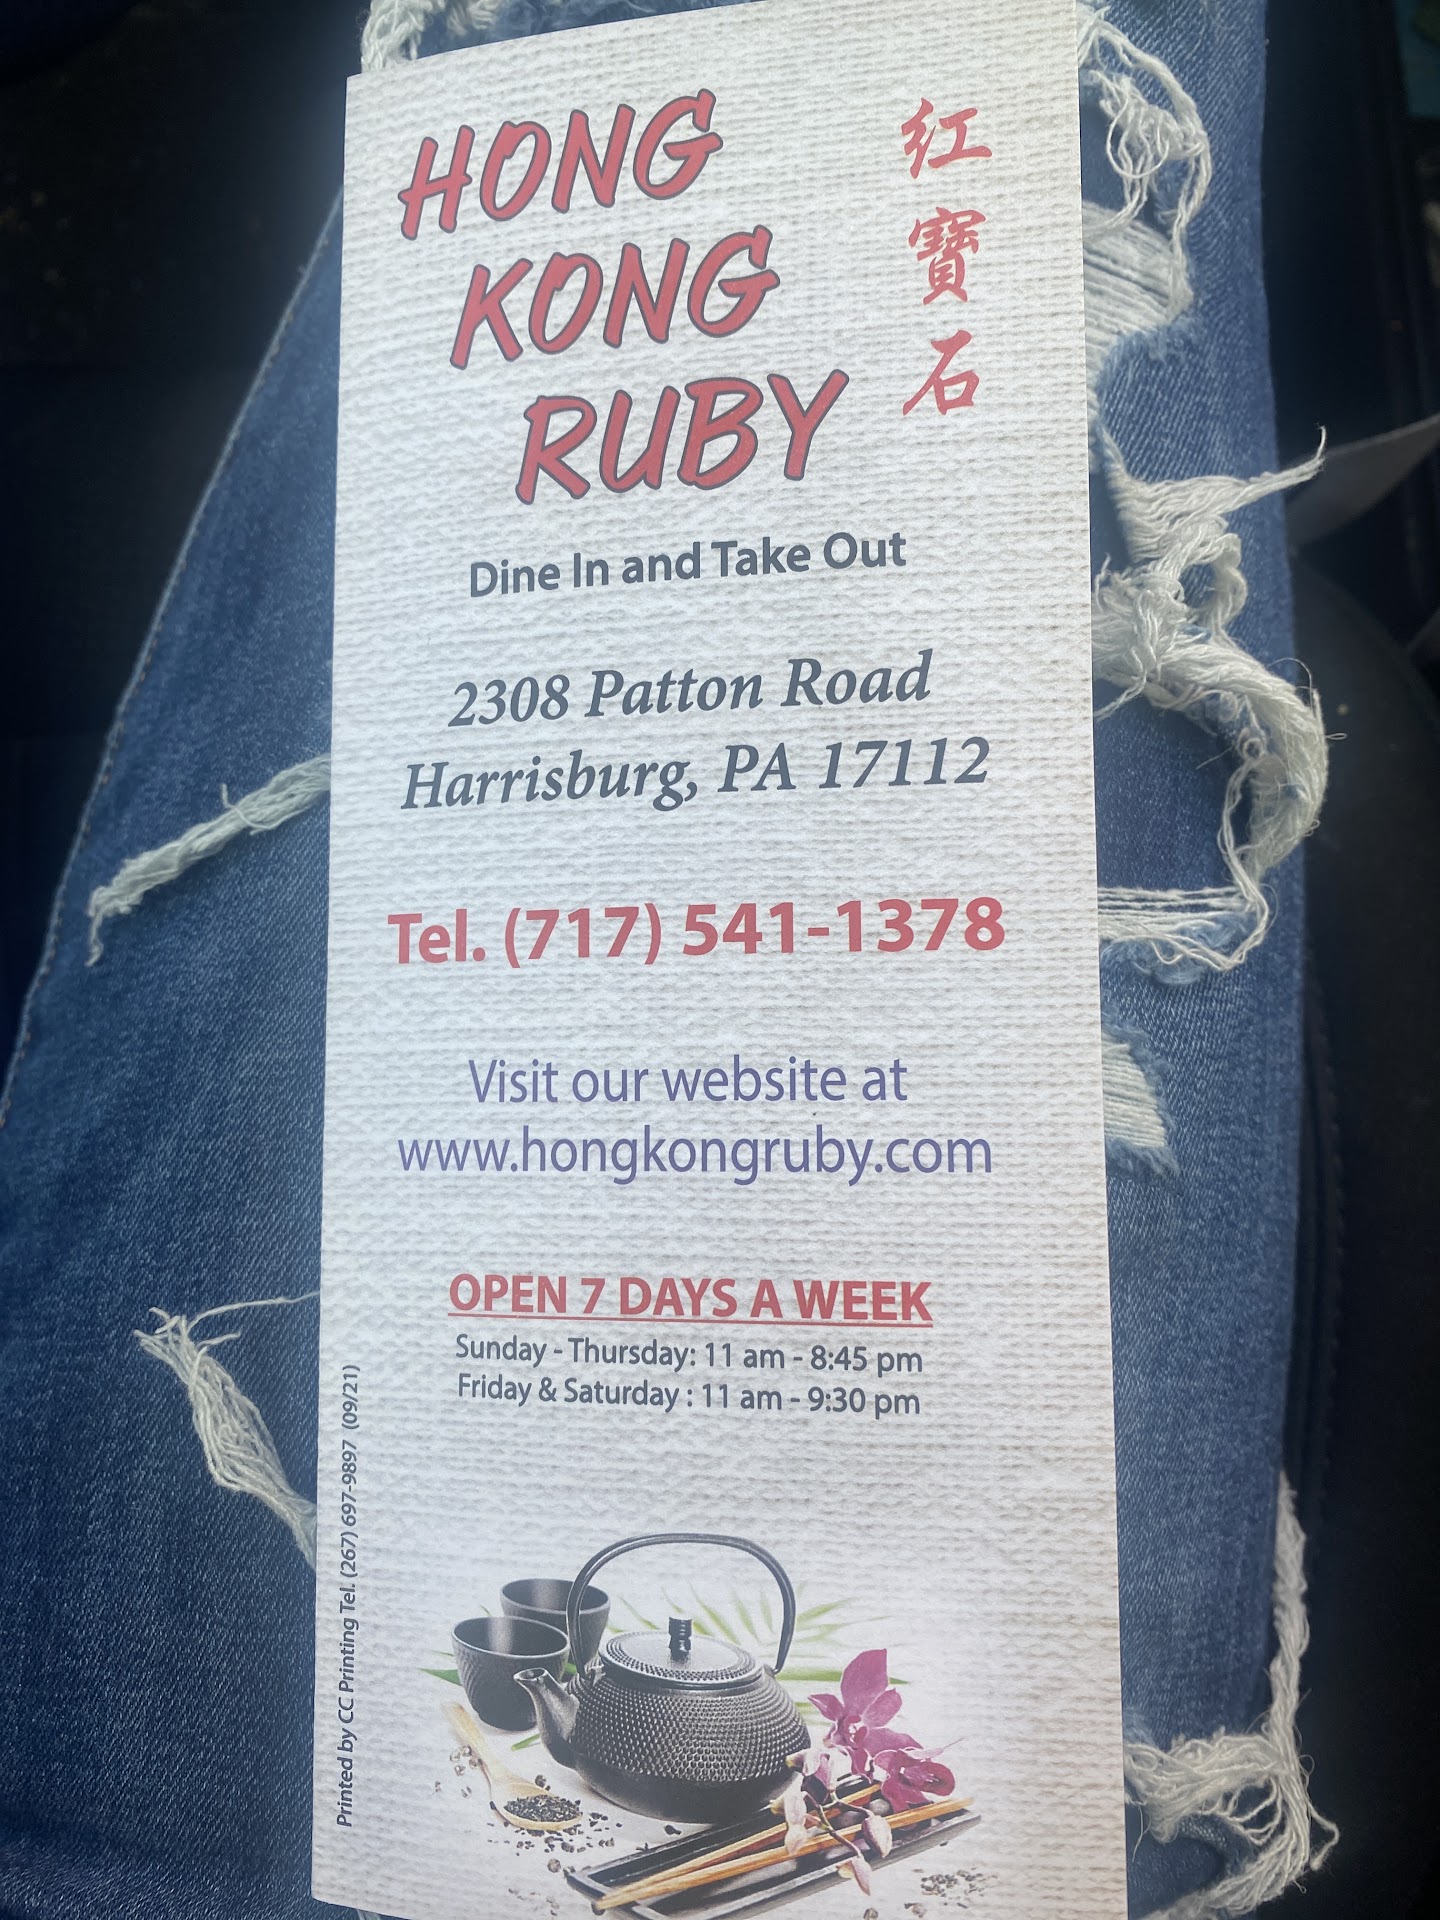 HONG
KONG
RUBY
紅寶石
Dine In and Take Out
2308 Patton Road
Harrisburg, PA 17112
Tel. (717) 541-1378
Visit our website at
www.hongkongruby.com
OPEN 7 DAYS A WEEK
Sunday - Thursday: 11 am - 8:45 pm
Friday & Saturday : 11 am - 9:30 pm
Printed by CC Printing Tel. (267) 697-9897 (09/21)